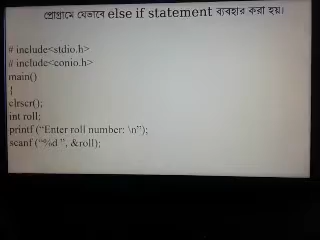 প্রোগ্রামে যেভাবে else if statement ব্যবহার করা হয়।
# include<stdio.h>
# include<conio.h>
main()
{
clrscr();
int roll;
printf (“Enter roll number: \n”);
scanf (“%d ”, &roll);